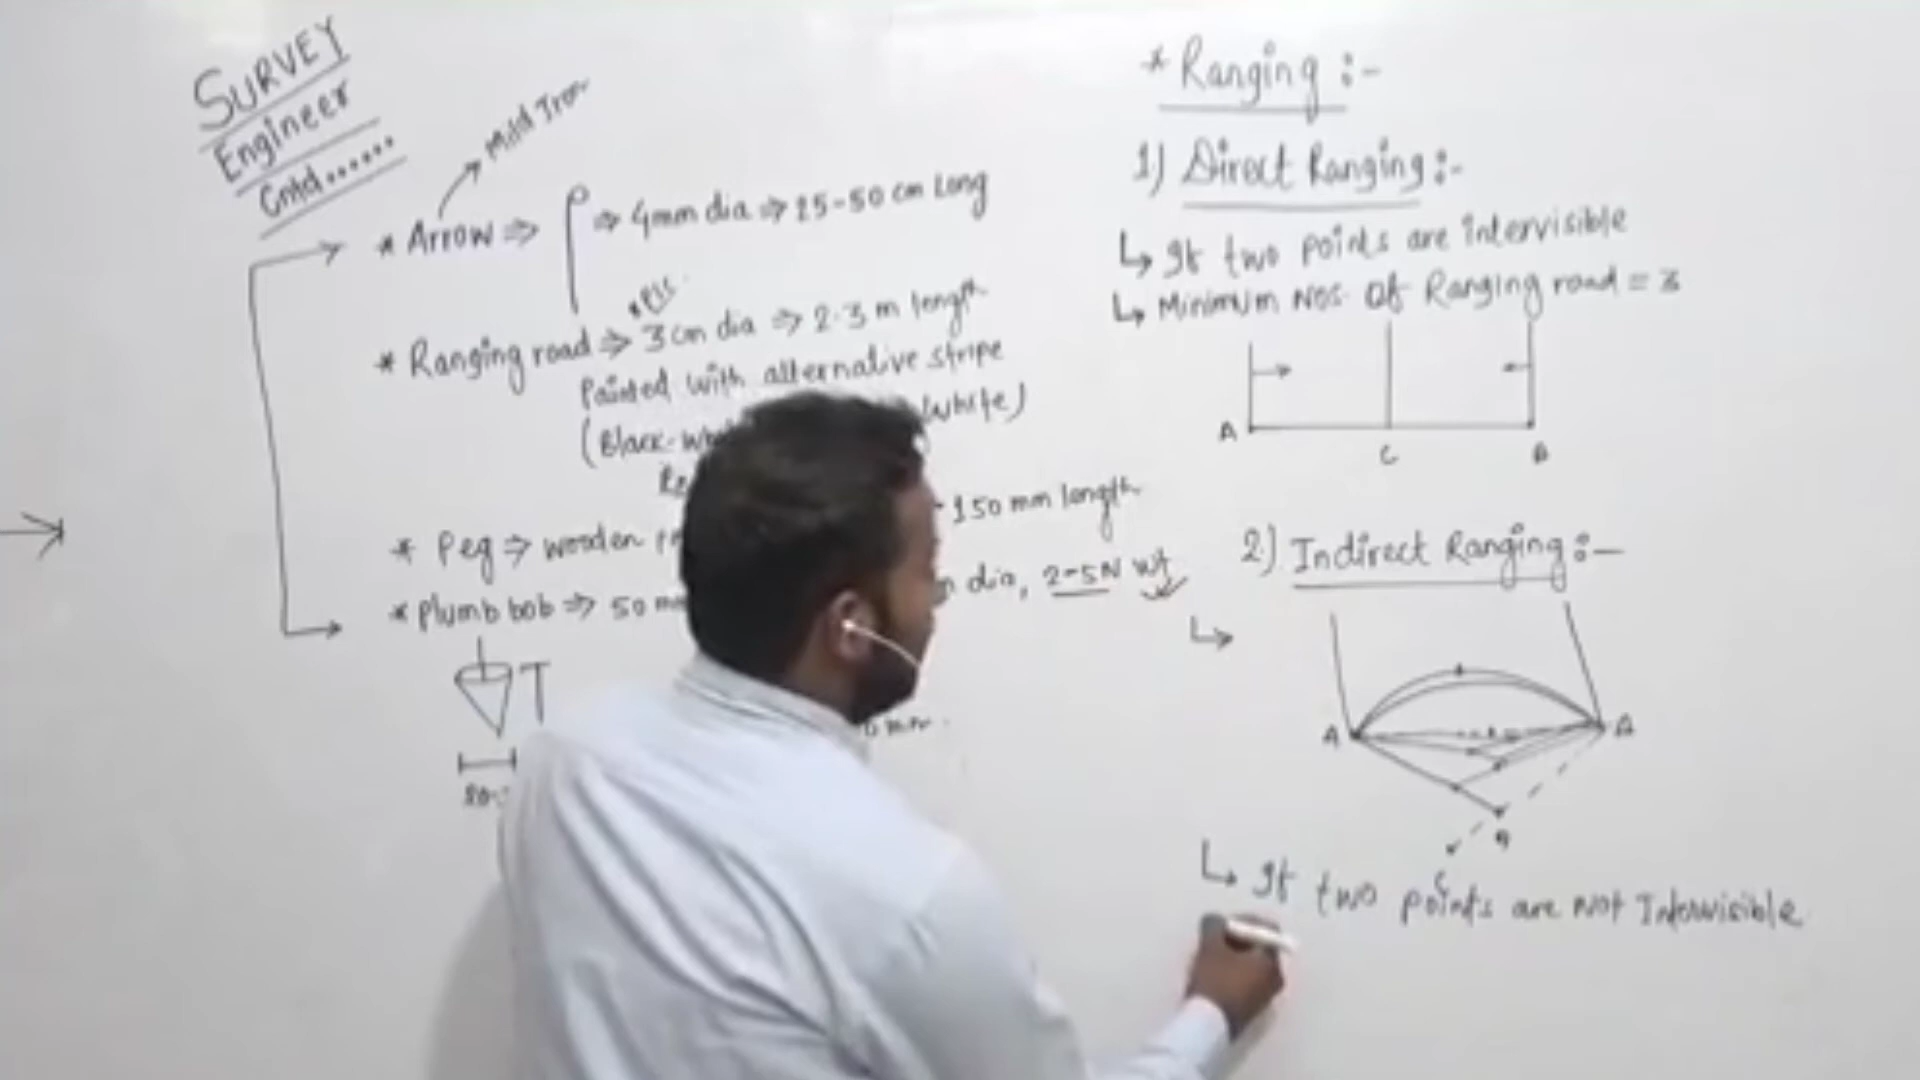 SURVEY
Engineer
Cntd......
Mild Iron
* Arrow ⇒ ⇒ 4mm dia ⇒ 25-50 cm Long
* Ranging road ⇒ 3 cm dia ⇒ 2-3 m length
Painted with alternative stripe
(Black-Wh White)
* Peg ⇒ wooden 150 mm length
* Plumb bob ⇒ 50 m dia, 2-5N wt
T
* Ranging :-
1) Direct Ranging :-
↳ If two points are intervisible
↳ Minimum Nos. Of Ranging road = 3
A C B
2) Indirect Ranging :-
↳
A B
↳ If two points are not Intervisible